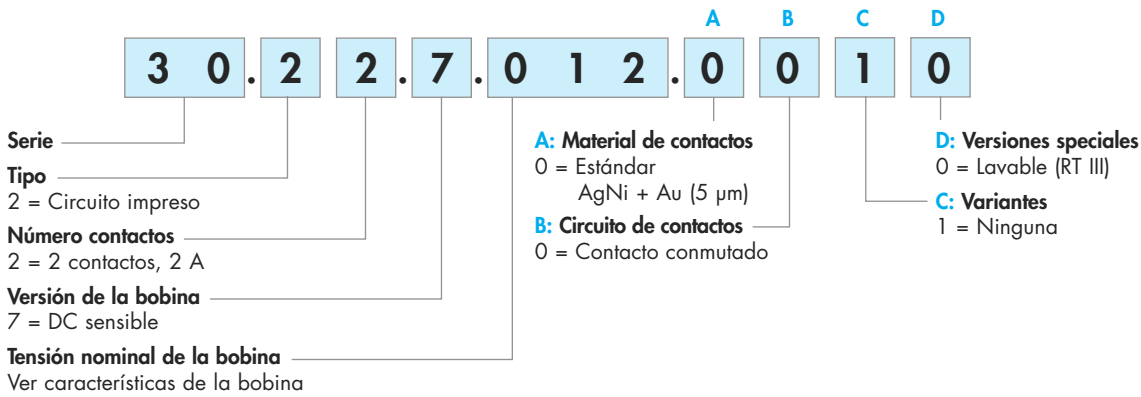 A B C D
3 0 . 2 2 . 7 . 0 1 2 . 0 0 1 0
Serie
Tipo
2 = Circuito impreso
Número contactos
2 = 2 contactos, 2 A
Versión de la bobina
7 = DC sensible
Tensión nominal de la bobina
Ver características de la bobina
A: Material de contactos
0 = Estándar
AgNi + Au (5 µm)
B: Circuito de contactos
0 = Contacto conmutado
D: Versiones speciales
0 = Lavable (RT III)
C: Variantes
1 = Ninguna